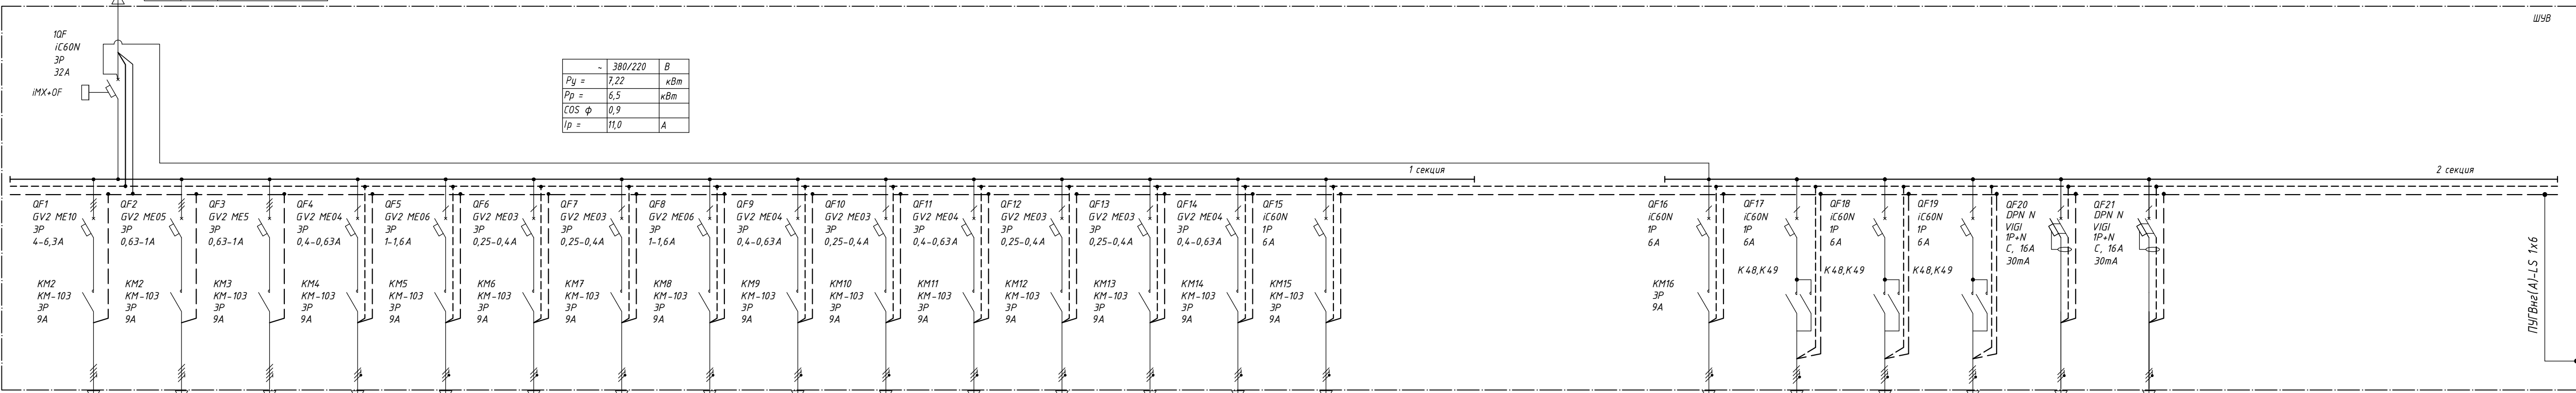 ШУВ
1QF
iC60N
3P
32A
iMX+OF
~ 380/220 В
Ру = 7,22 кВт
Рр = 6,5 кВт
COS ф 0,9
Iр = 11,0 А
1 секция
2 секция
QF1
GV2 ME10
3P
4-6,3A
QF2
GV2 ME05
3P
0,63-1A
QF3
GV2 ME5
3P
0,63-1A
QF4
GV2 ME04
3P
0,4-0,63A
QF5
GV2 ME06
3P
1-1,6A
QF6
GV2 ME03
3P
0,25-0,4A
QF7
GV2 ME03
3P
0,25-0,4A
QF8
GV2 ME06
3P
1-1,6A
QF9
GV2 ME04
3P
0,4-0,63A
QF10
GV2 ME03
3P
0,25-0,4A
QF11
GV2 ME04
3P
0,4-0,63A
QF12
GV2 ME03
3P
0,25-0,4A
QF13
GV2 ME03
3P
0,25-0,4A
QF14
GV2 ME04
3P
0,4-0,63A
QF15
iC60N
1P
6A
QF16
iC60N
1P
6A
QF17
iC60N
1P
6A
QF18
iC60N
1P
6A
QF19
iC60N
1P
6A
QF20
DPN N
VIGI
1P+N
C, 16A
30mA
QF21
DPN N
VIGI
1P+N
C, 16A
30mA
KM2
KM-103
3P
9A
KM2
KM-103
3P
9A
KM3
KM-103
3P
9A
KM4
KM-103
3P
9A
KM5
KM-103
3P
9A
KM6
KM-103
3P
9A
KM7
KM-103
3P
9A
KM8
KM-103
3P
9A
KM9
KM-103
3P
9A
KM10
KM-103
3P
9A
KM11
KM-103
3P
9A
KM12
KM-103
3P
9A
KM13
KM-103
3P
9A
KM14
KM-103
3P
9A
KM15
KM-103
3P
9A
KM16
3P
9A
K48,K49
K48,K49
K48,K49
ПУГВнг(А)-LS 1x6